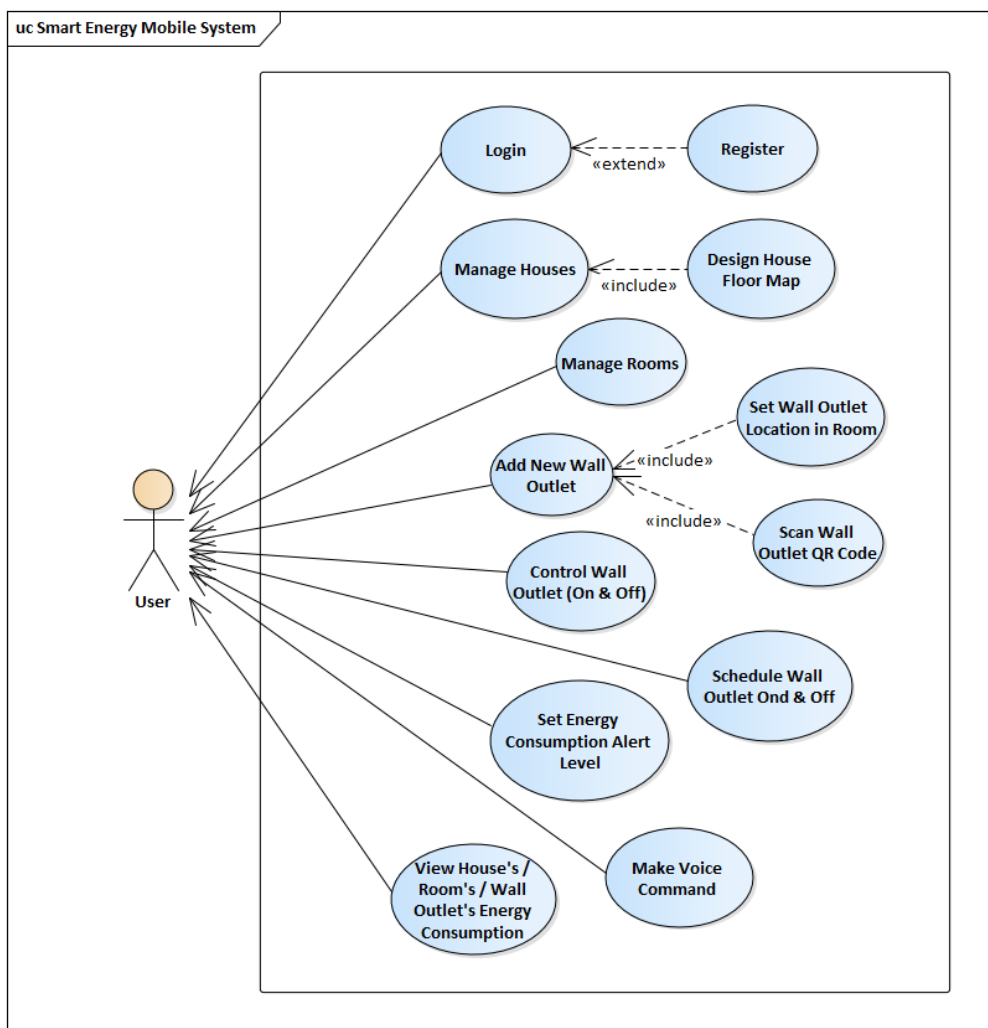 uc Smart Energy Mobile System
Login
«extend»
Register
Manage Houses
«include»
Design House
Floor Map
Manage Rooms
Set Wall Outlet
Location in Room
Add New Wall
Outlet
«include»
«include»
Scan Wall
Outlet QR Code
User
Control Wall
Outlet (On & Off)
Schedule Wall
Outlet Ond & Off
Set Energy
Consumption Alert
Level
Make Voice
Command
View House's /
Room's / Wall
Outlet's Energy
Consumption